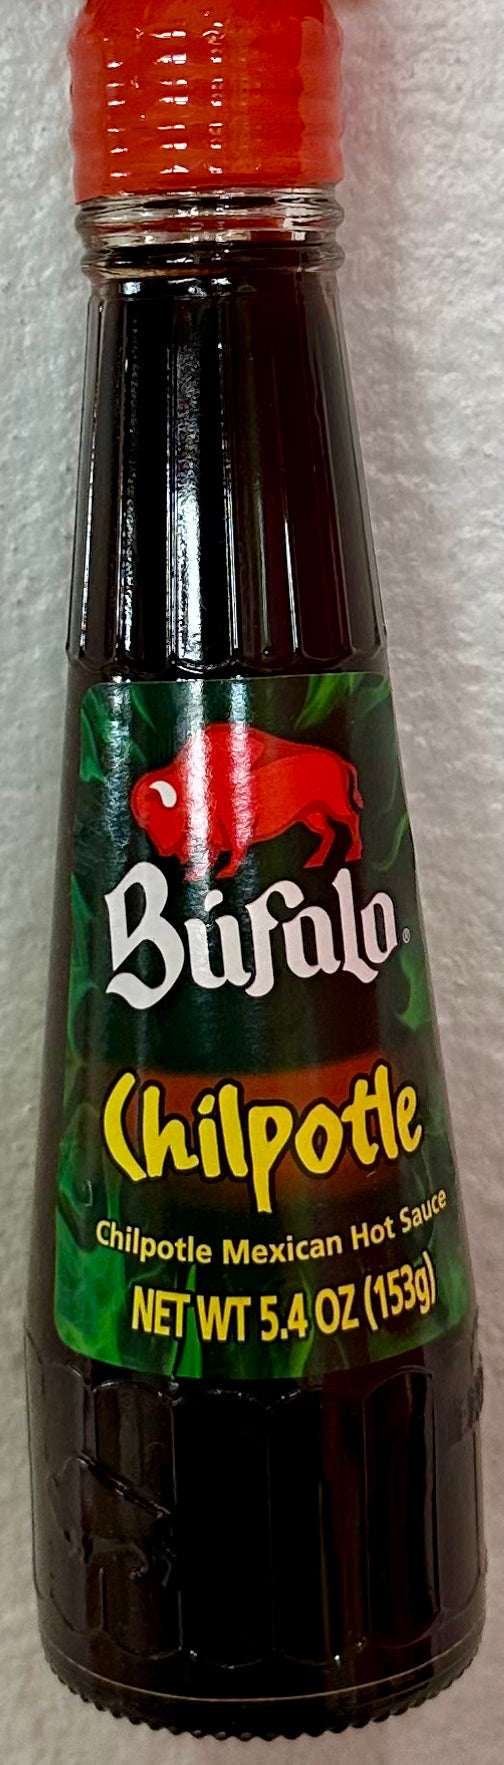 Búfalo®
Chilpotle
Chilpotle Mexican Hot Sauce
NET WT 5.4 OZ (153g)